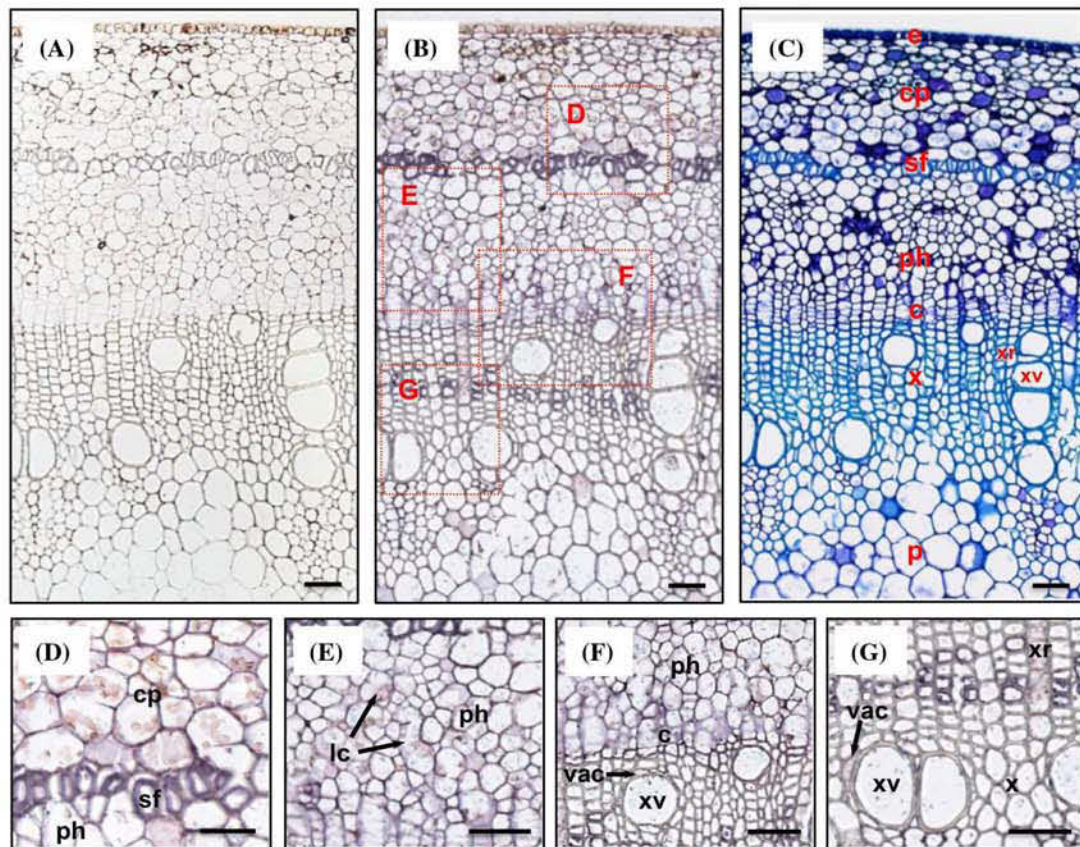 (A)
(B)
D
E
F
G
(C)
e
cp
sf
ph
c
xr
xv
x
p
(D)
cp
sf
ph
(E)
lc
ph
(F)
ph
c
vac
xv
(G)
xr
vac
xv
x